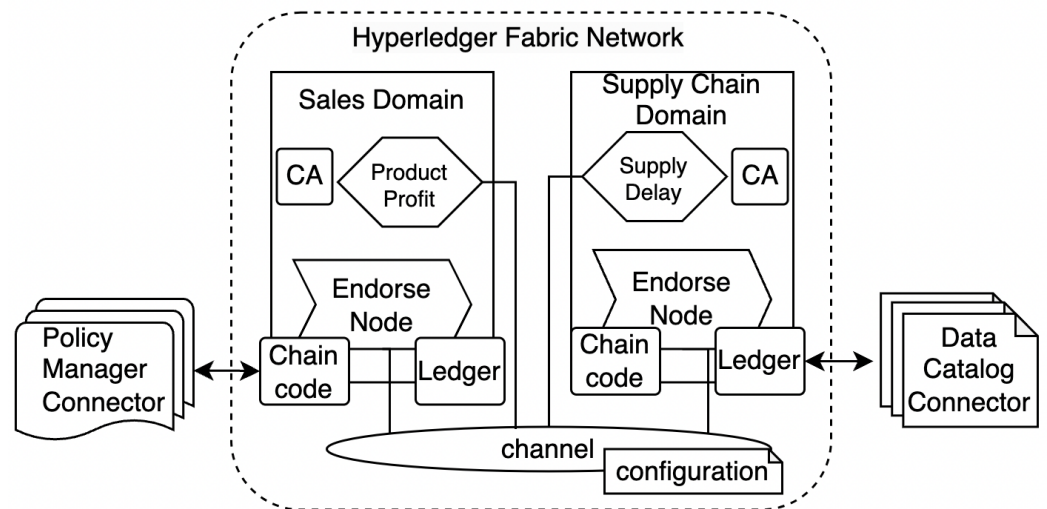 Hyperledger Fabric Network
Sales Domain
CA
Product
Profit
Endorse
Node
Chain
code
Ledger
Supply Chain
Domain
Supply
Delay
CA
Endorse
Node
Chain
code
Ledger
Policy
Manager
Connector
Data
Catalog
Connector
channel
configuration